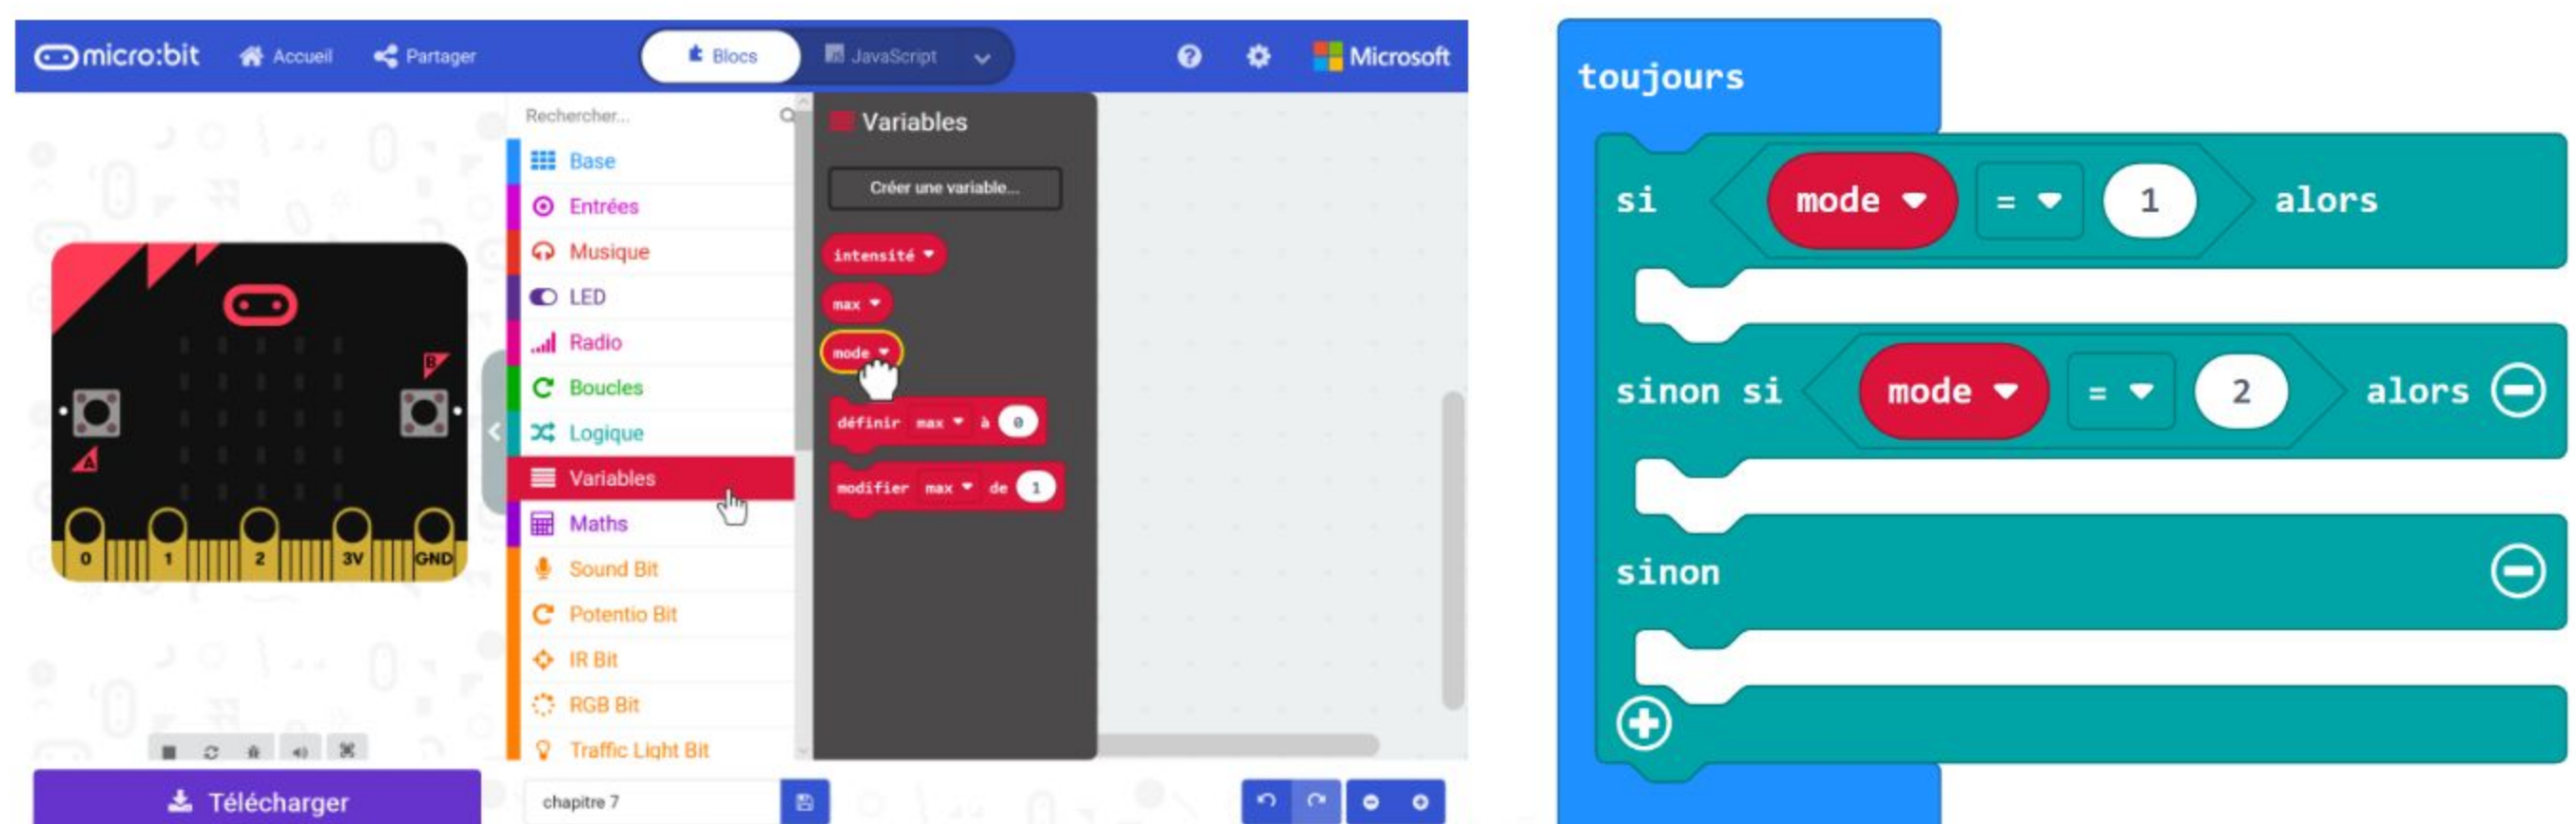 micro:bit Accueil Partager Blocs JavaScript Microsoft
Rechercher...
Base
Entrées
Musique
LED
Radio
Boucles
Logique
Variables
Maths
Sound Bit
Potentio Bit
IR Bit
RGB Bit
Traffic Light Bit
Variables
Créer une variable...
intensité
max
mode
définir max à 0
modifier max de 1
B
A
0 1 2 3V GND
Télécharger
chapitre 7
toujours
si mode = 1 alors
sinon si mode = 2 alors
sinon